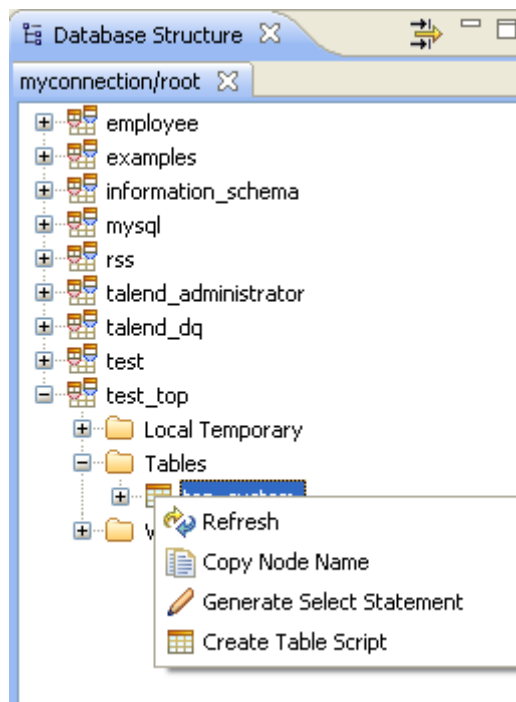 Database Structure
myconnection/root
employee
examples
information_schema
mysql
rss
talend_administrator
talend_dq
test
test_top
Local Temporary
Tables
Refresh
Copy Node Name
Generate Select Statement
Create Table Script